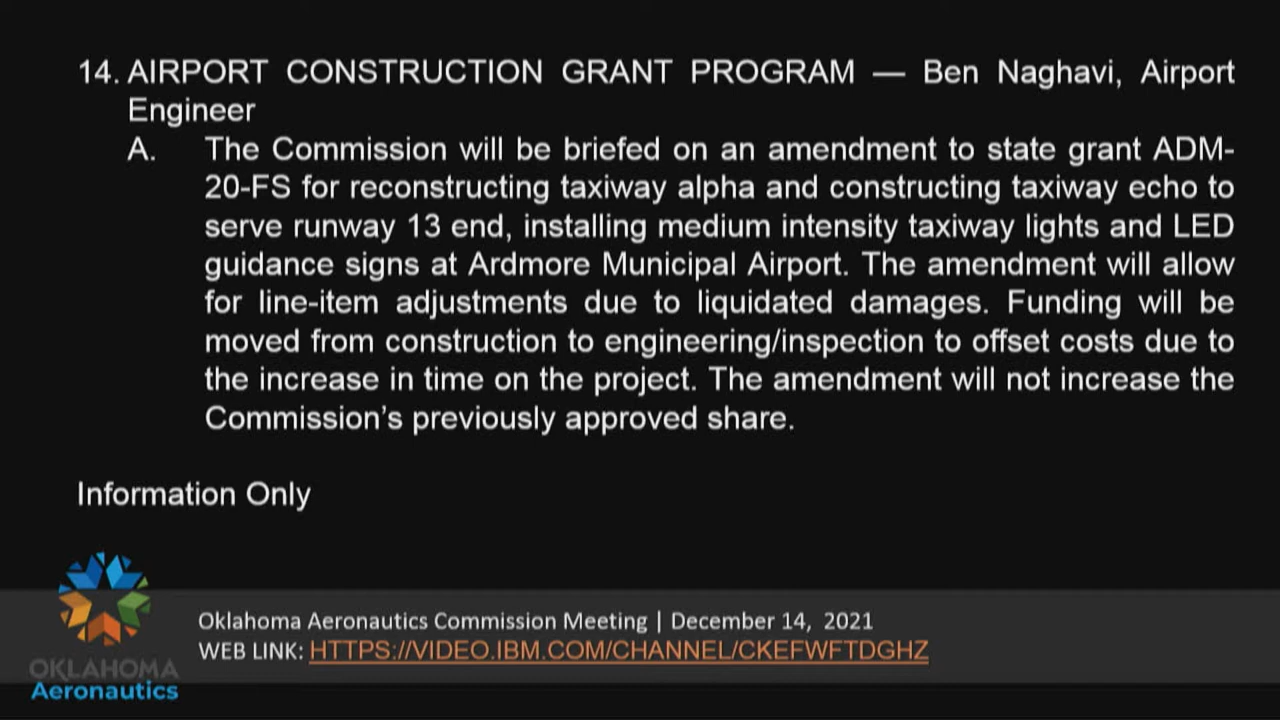 14. AIRPORT CONSTRUCTION GRANT PROGRAM — Ben Naghavi, Airport
Engineer
A. The Commission will be briefed on an amendment to state grant ADM-
20-FS for reconstructing taxiway alpha and constructing taxiway echo to
serve runway 13 end, installing medium intensity taxiway lights and LED
guidance signs at Ardmore Municipal Airport. The amendment will allow
for line-item adjustments due to liquidated damages. Funding will be
moved from construction to engineering/inspection to offset costs due to
the increase in time on the project. The amendment will not increase the
Commission’s previously approved share.
Information Only
Oklahoma Aeronautics Commission Meeting | December 14, 2021
WEB LINK: HTTPS://VIDEO.IBM.COM/CHANNEL/CKEFWFTDGHZ
OKLAHOMA
Aeronautics